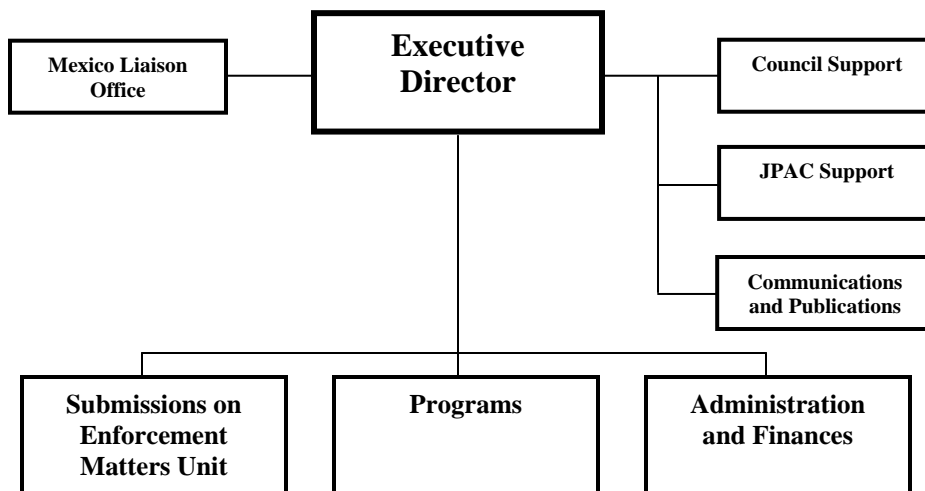 Executive
Director
Mexico Liaison
Office
Council Support
JPAC Support
Communications
and Publications
Submissions on
Enforcement
Matters Unit
Programs
Administration
and Finances